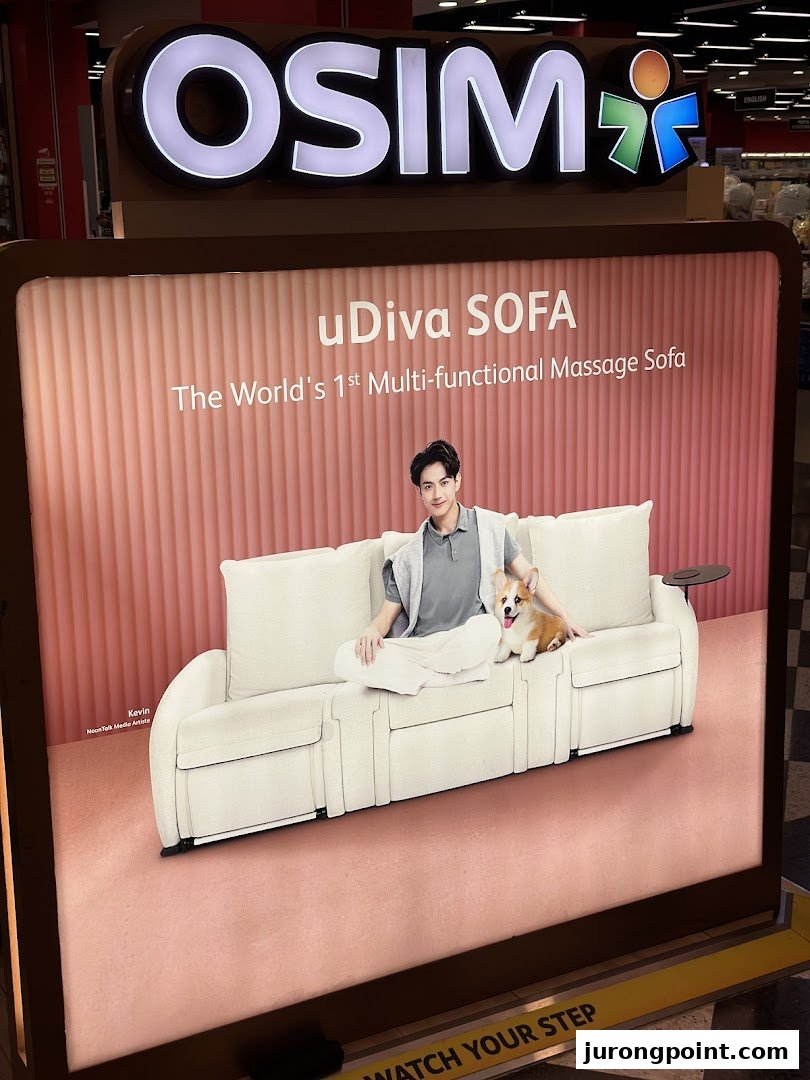 OSIM
ENGLISH
uDiva SOFA
The World's 1st Multi-functional Massage Sofa
Kevin
NoonTalk Media Artiste
WATCH YOUR STEP
jurongpoint.com